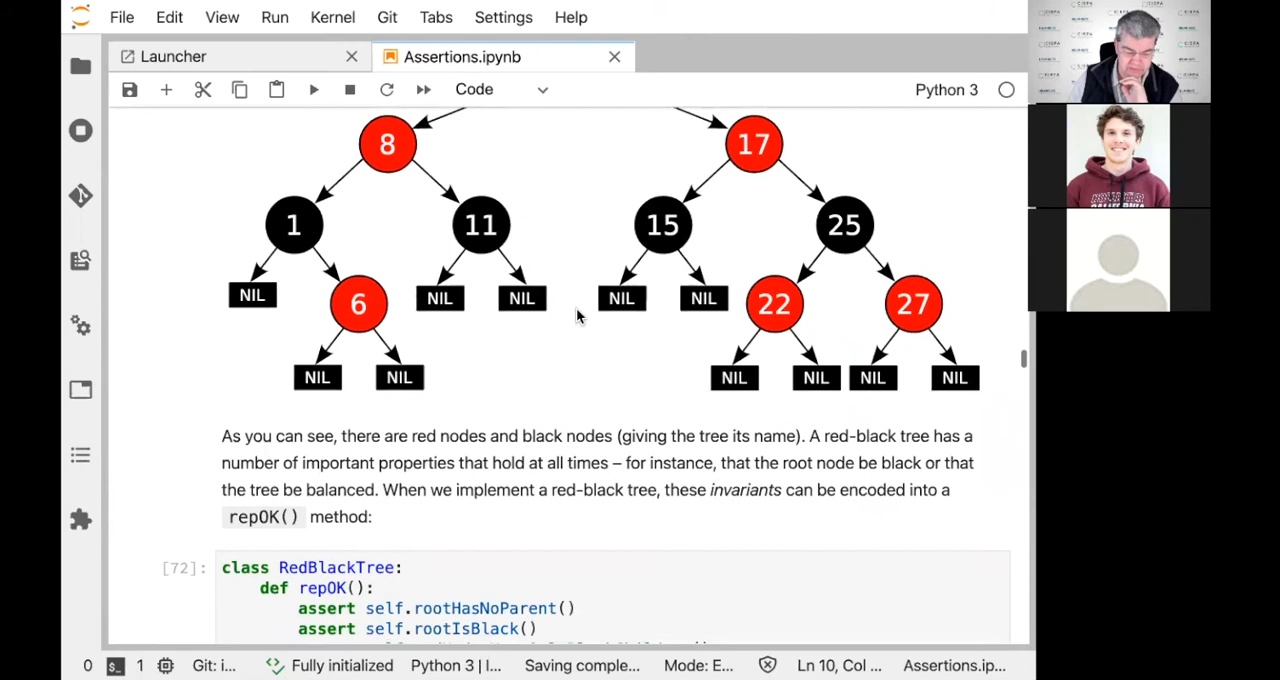 File Edit View Run Kernel Git Tabs Settings Help
Launcher
Assertions.ipynb
Code
Python 3
8
17
1
11
15
25
NIL
6
NIL
NIL
NIL
NIL
22
27
NIL
NIL
NIL
NIL
NIL
NIL
As you can see, there are red nodes and black nodes (giving the tree its name). A red-black tree has a
number of important properties that hold at all times – for instance, that the root node be black or that
the tree be balanced. When we implement a red-black tree, these invariants can be encoded into a
repOK() method:
[72]: class RedBlackTree:
def repOK():
assert self.rootHasNoParent()
assert self.rootIsBlack()
0 1 Git: i... Fully initialized Python 3 | I... Saving comple... Mode: E... Ln 10, Col ... Assertions.ip...
CISPA
CALIFORNIA